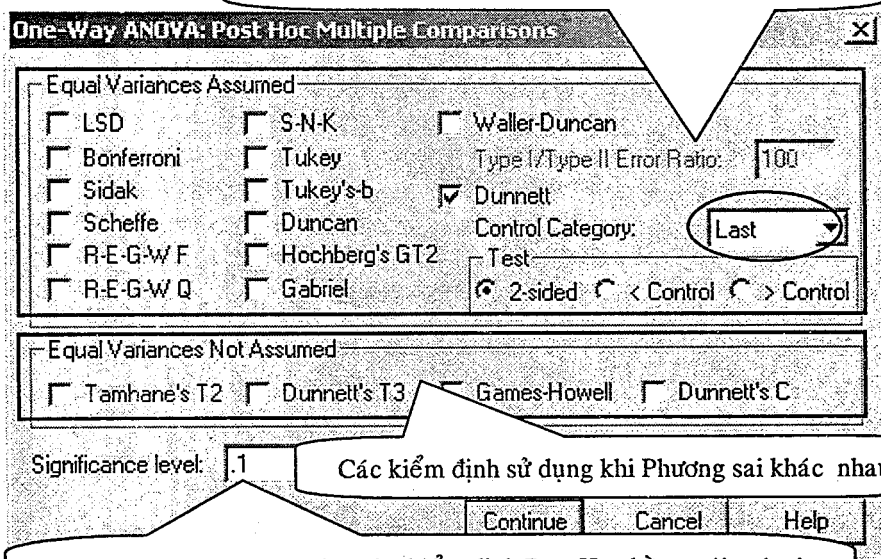 One-Way ANOVA: Post Hoc Multiple Comparisons
Equal Variances Assumed
LSD S-N-K Waller-Duncan
Bonferroni Tukey Type I/Type II Error Ratio: 100
Sidak Tukey's-b Dunnett
Scheffe Duncan Control Category: Last
R-E-G-W F Hochberg's GT2 Test
R-E-G-W Q Gabriel 2-sided < Control > Control
Equal Variances Not Assumed
Tamhane's T2 Dunnett's T3 Games-Howell Dunnett's C
Significance level: .1
Các kiểm định sử dụng khi Phương sai khác nhau
Continue Cancel Help